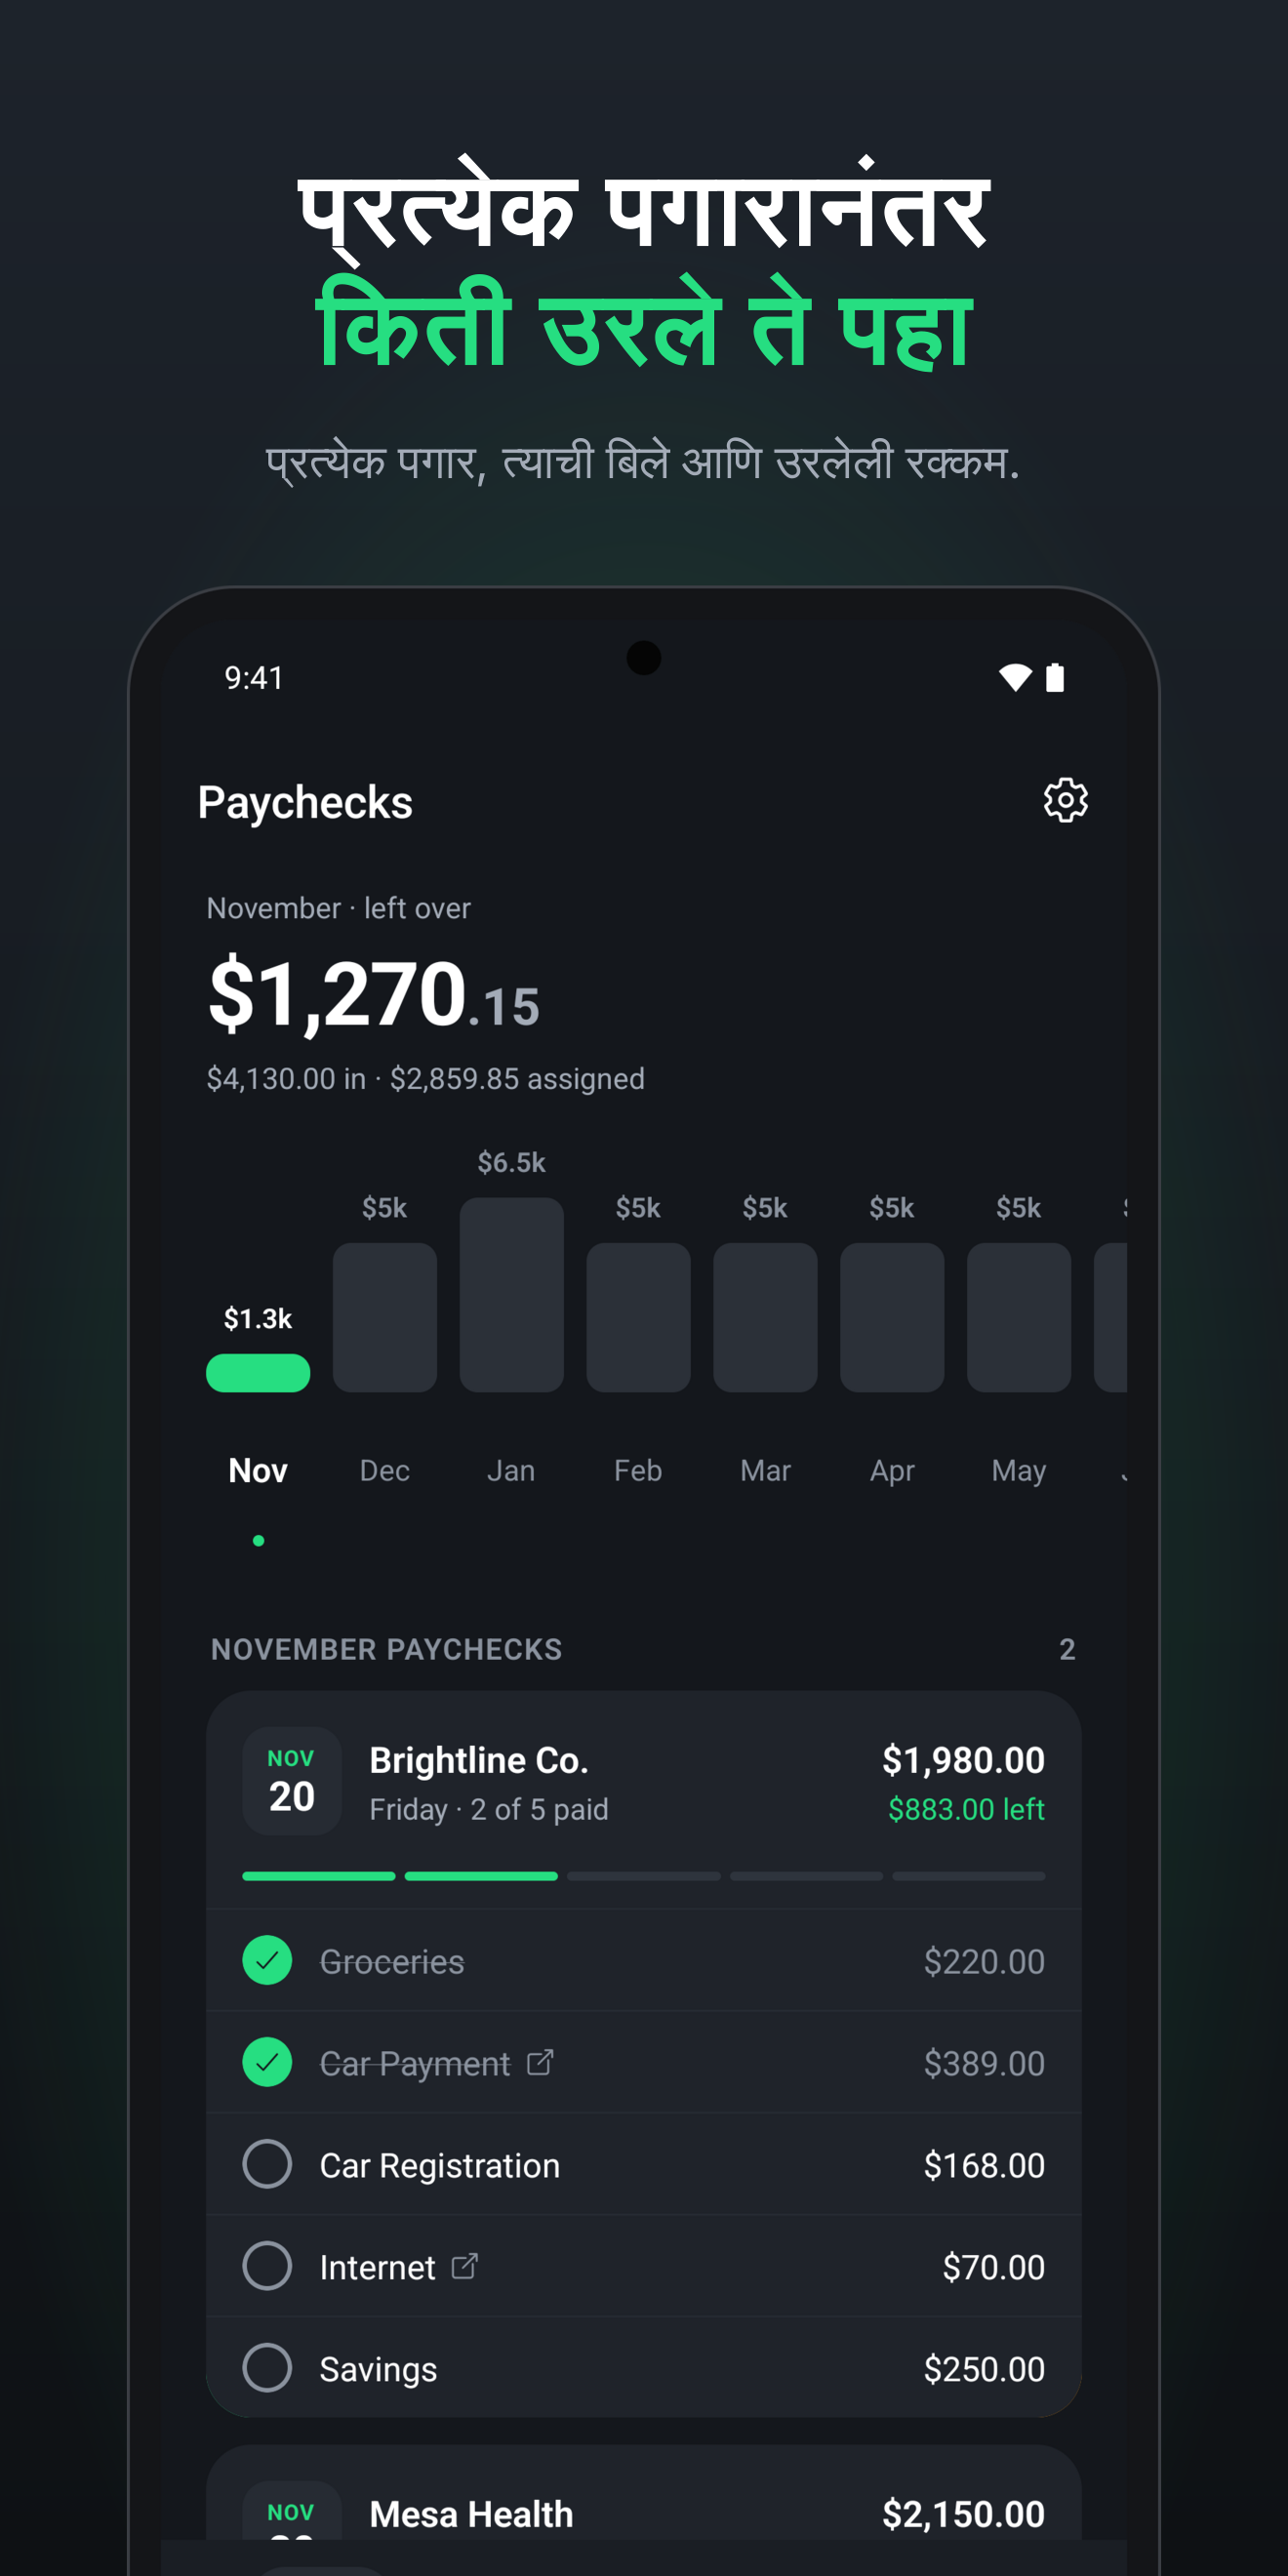 प्रत्येक पगारानंतर
किती उरले ते पहा
प्रत्येक पगार, त्याची बिले आणि उरलेली रक्कम.
9:41
Paychecks
November · left over
$1,270.15
$4,130.00 in · $2,859.85 assigned
$1.3k $5k $6.5k $5k $5k $5k $5k
Nov Dec Jan Feb Mar Apr May
NOVEMBER PAYCHECKS 2
NOV Brightline Co. $1,980.00
20 Friday · 2 of 5 paid $883.00 left
Groceries $220.00
Car Payment $389.00
Car Registration $168.00
Internet $70.00
Savings $250.00
NOV Mesa Health $2,150.00